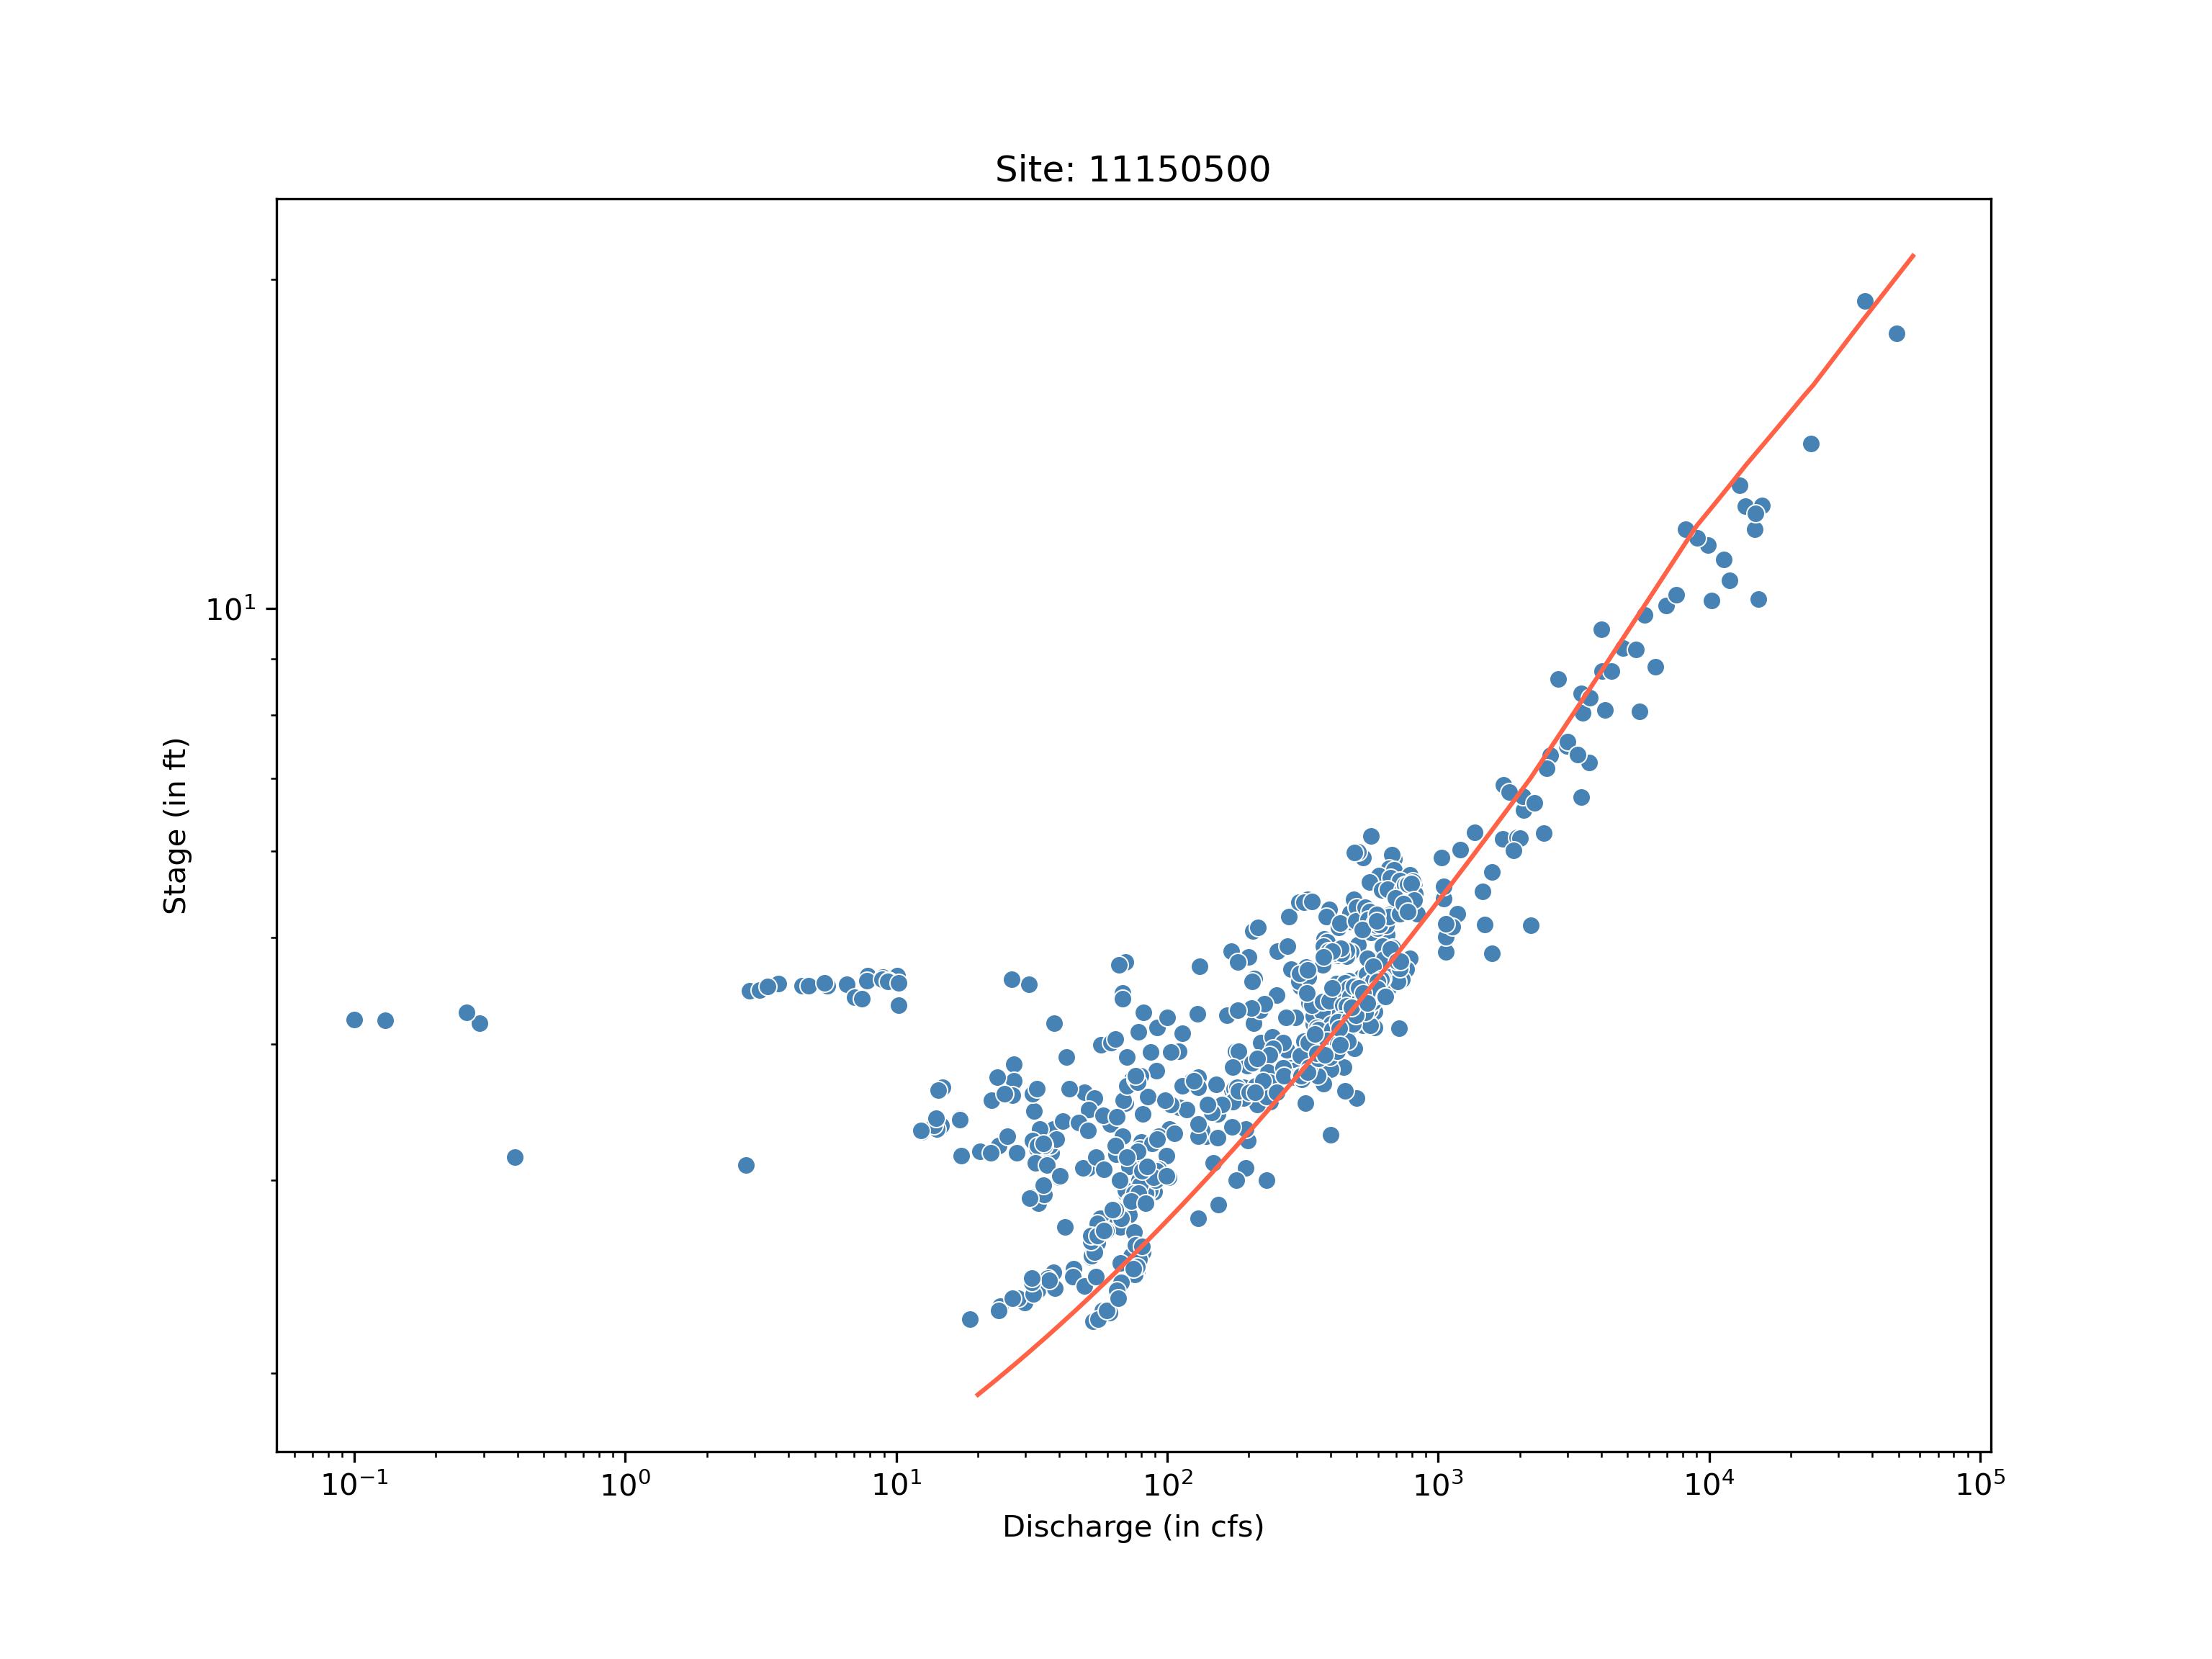 Site: 11150500
Stage (in ft)
10¹
10⁻¹ 10⁰ 10¹ 10² 10³ 10⁴ 10⁵
Discharge (in cfs)